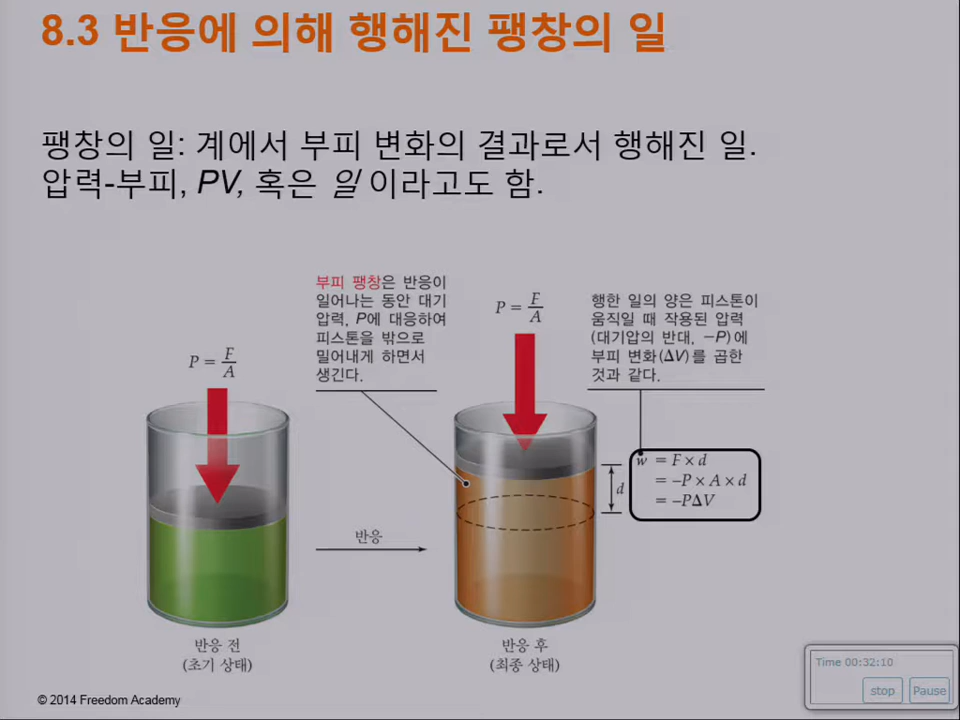 8.3 반응에 의해 행해진 팽창의 일
팽창의 일: 계에서 부피 변화의 결과로서 행해진 일.
압력-부피, PV, 혹은 일 이라고도 함.
P = F/A
부피 팽창은 반응이
일어나는 동안 대기
압력, P에 대응하여
피스톤을 밖으로
밀어내게 하면서
생긴다.
P = F/A
행한 일의 양은 피스톤이
움직일 때 작용된 압력
(대기압의 반대, −P)에
부피 변화(ΔV)를 곱한
것과 같다.
d
w = F × d
= −P × A × d
= −PΔV
반응
반응 전
(초기 상태)
반응 후
(최종 상태)
Time 00:32:10
stop Pause
© 2014 Freedom Academy